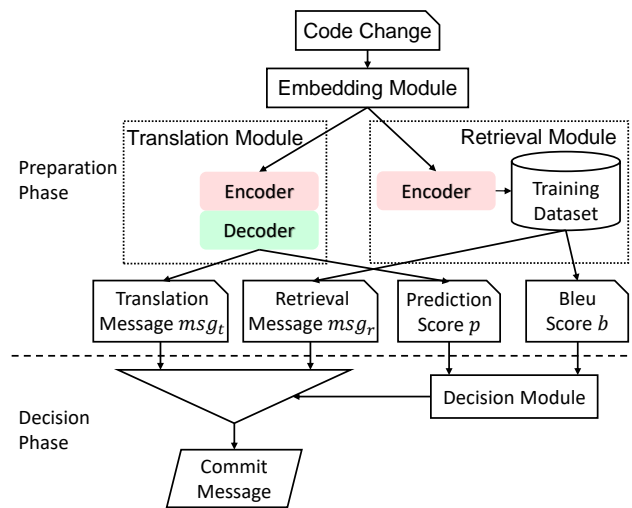 Code Change
Embedding Module
Translation Module
Retrieval Module
Preparation
Phase
Encoder
Decoder
Encoder
Training
Dataset
Translation
Message msg_t
Retrieval
Message msg_r
Prediction
Score p
Bleu
Score b
Decision Module
Decision
Phase
Commit
Message